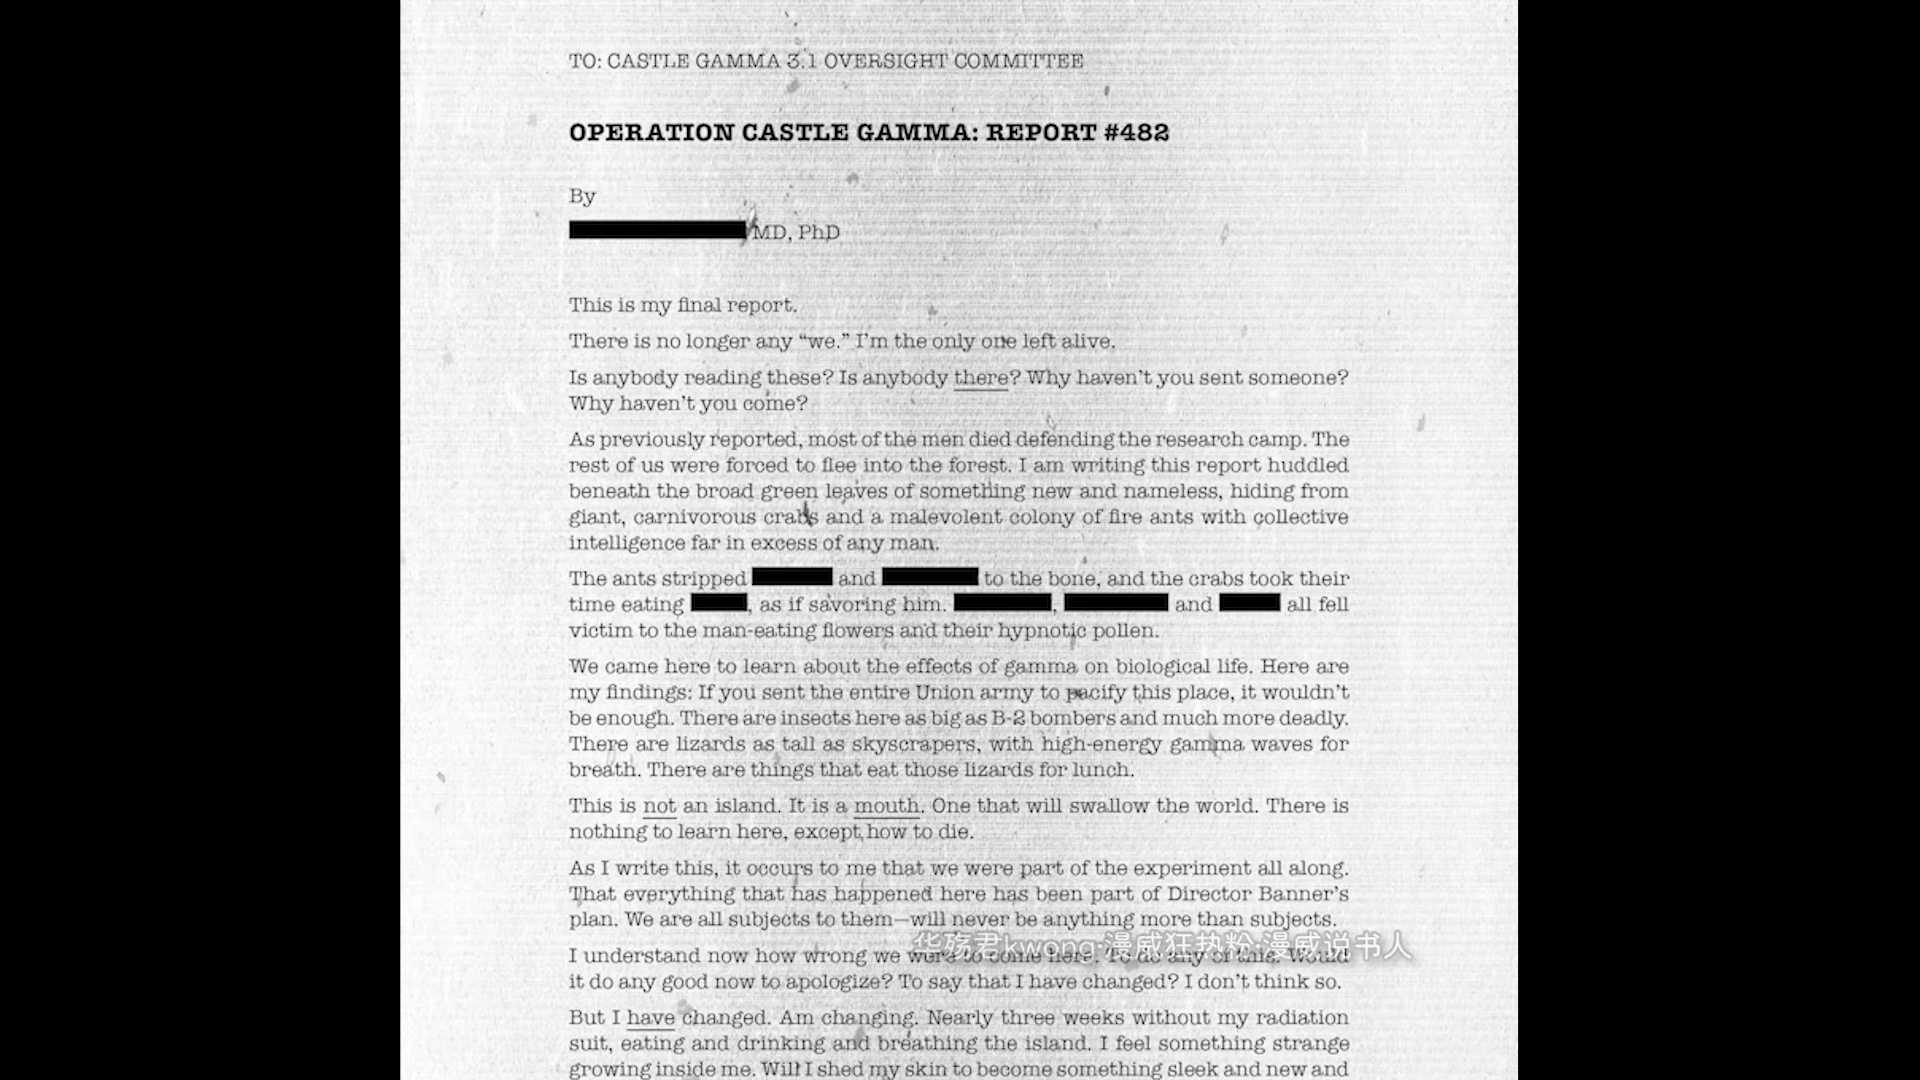 TO: CASTLE GAMMA 3.1 OVERSIGHT COMMITTEE
OPERATION CASTLE GAMMA: REPORT #482
By
MD, PhD
This is my final report.
There is no longer any “we.” I’m the only one left alive.
Is anybody reading these? Is anybody there? Why haven’t you sent someone?
Why haven’t you come?
As previously reported, most of the men died defending the research camp. The
rest of us were forced to flee into the forest. I am writing this report huddled
beneath the broad green leaves of something new and nameless, hiding from
giant, carnivorous crabs and a malevolent colony of fire ants with collective
intelligence far in excess of any man.
The ants stripped and to the bone, and the crabs took their
time eating , as if savoring him. , and all fell
victim to the man-eating flowers and their hypnotic pollen.
We came here to learn about the effects of gamma on biological life. Here are
my findings: If you sent the entire Union army to pacify this place, it wouldn’t
be enough. There are insects here as big as B-2 bombers and much more deadly.
There are lizards as tall as skyscrapers, with high-energy gamma waves for
breath. There are things that eat those lizards for lunch.
This is not an island. It is a mouth. One that will swallow the world. There is
nothing to learn here, except how to die.
As I write this, it occurs to me that we were part of the experiment all along.
That everything that has happened here has been part of Director Banner’s
plan. We are all subjects to them—will never be anything more than subjects.
华殇君kwong·漫威狂热粉·漫威说书人
I understand now how wrong we were to come here. To do any of this. Would
it do any good now to apologize? To say that I have changed? I don’t think so.
But I have changed. Am changing. Nearly three weeks without my radiation
suit, eating and drinking and breathing the island. I feel something strange
growing inside me. Will I shed my skin to become something sleek and new and